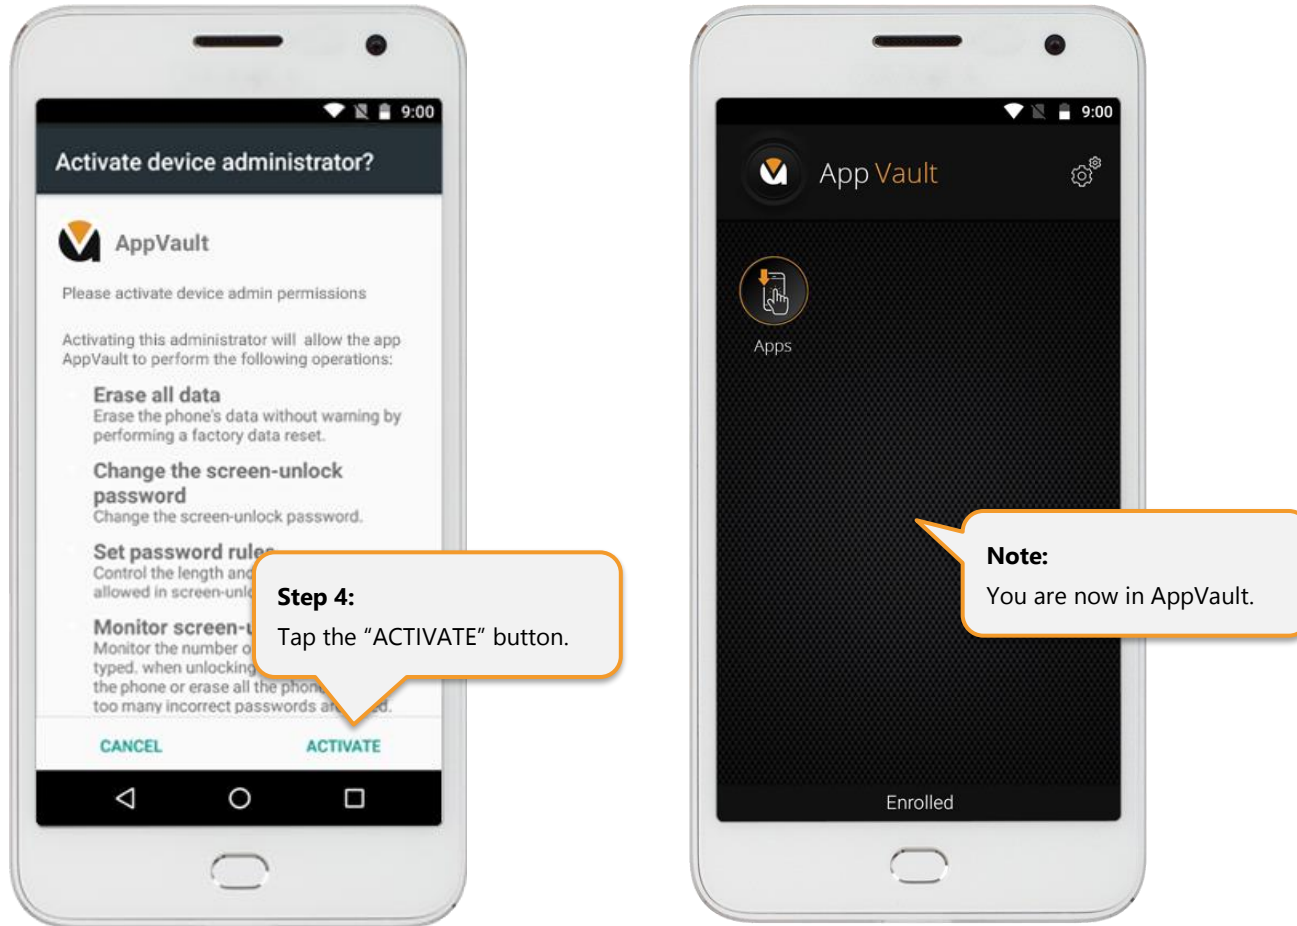 9:00
Activate device administrator?
AppVault
Please activate device admin permissions
Activating this administrator will allow the app
AppVault to perform the following operations:
Erase all data
Erase the phone's data without warning by
performing a factory data reset.
Change the screen-unlock
password
Change the screen-unlock password.
Set password rules
Control the length and
allowed in screen-unlo
Monitor screen-u
Monitor the number o
typed. when unlocking
the phone or erase all the phon
too many incorrect passwords are
CANCEL
ACTIVATE
Step 4:
Tap the “ACTIVATE” button.
9:00
App Vault
Apps
Note:
You are now in AppVault.
Enrolled